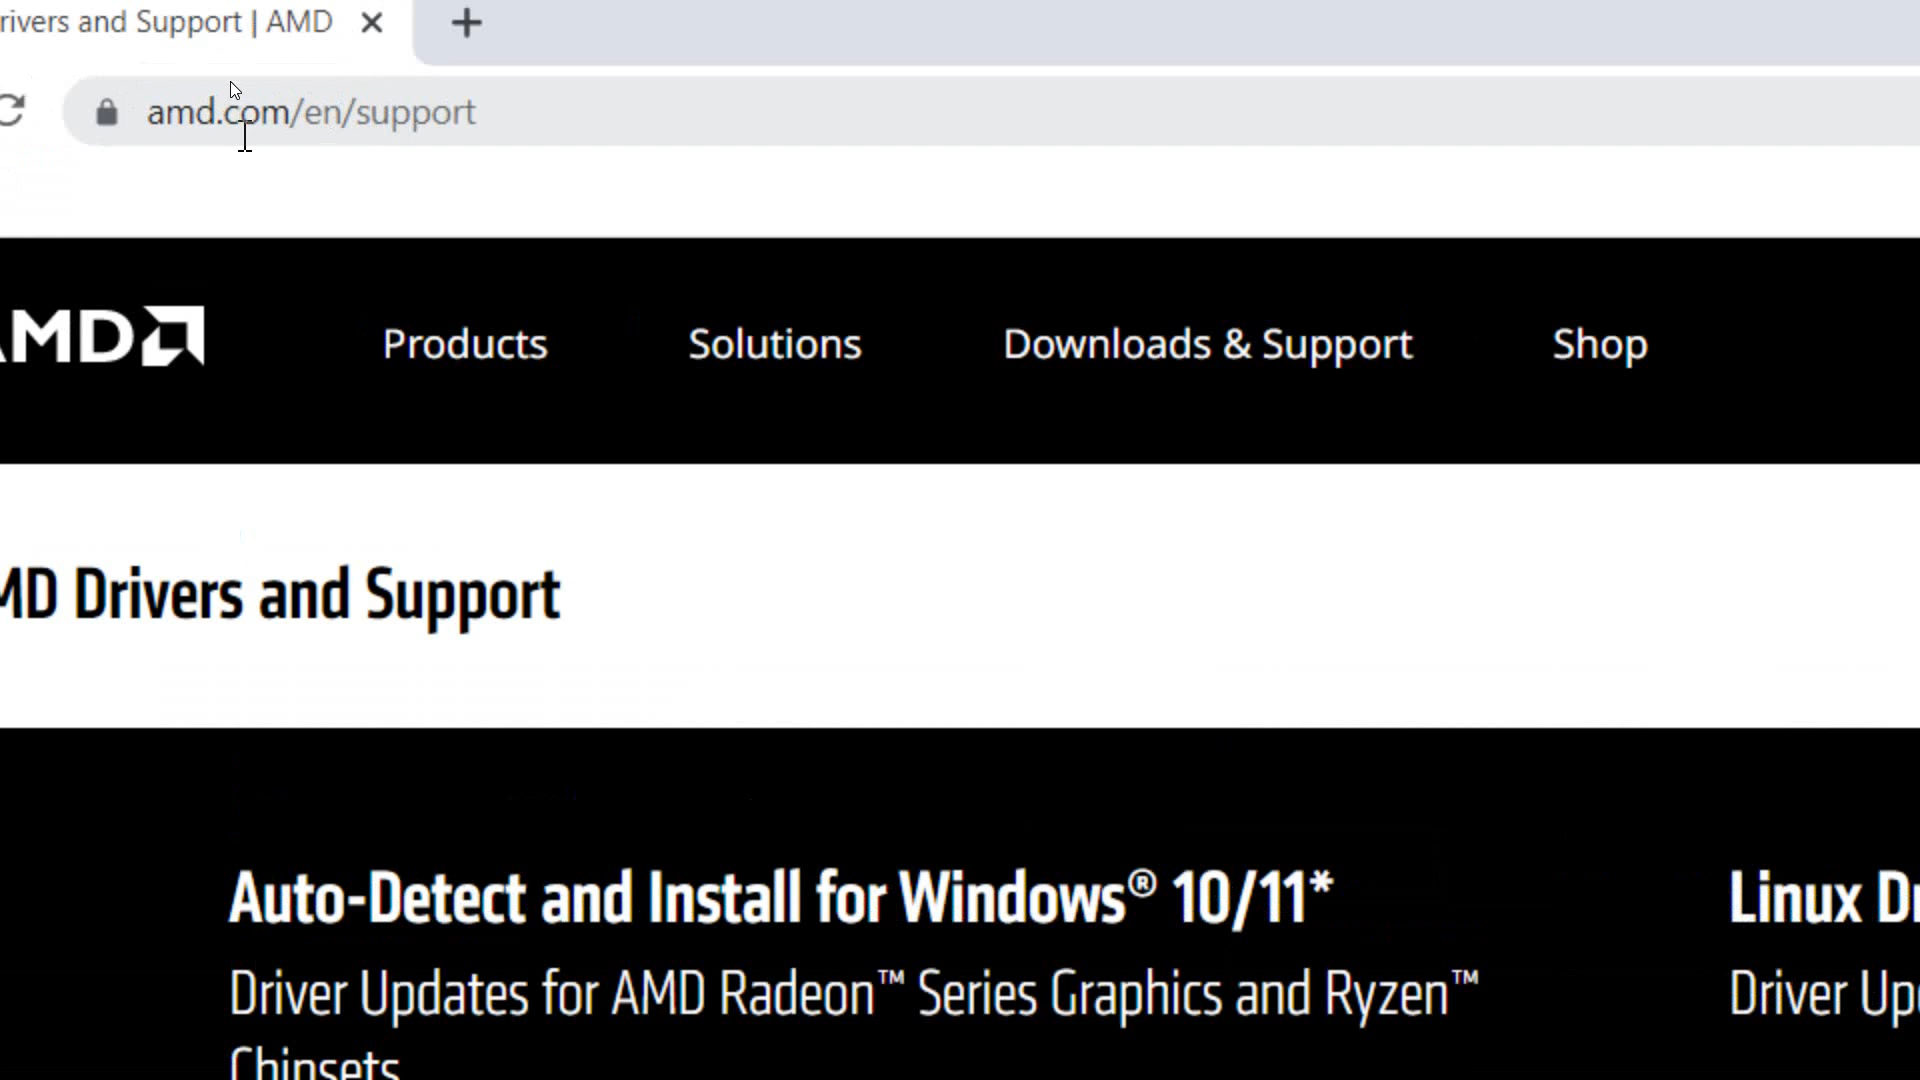 rivers and Support | AMD
amd.com/en/support
AMD
Products
Solutions
Downloads & Support
Shop
MD Drivers and Support
Auto-Detect and Install for Windows® 10/11*
Driver Updates for AMD Radeon™ Series Graphics and Ryzen™
Chipsets
Linux Dr
Driver Up